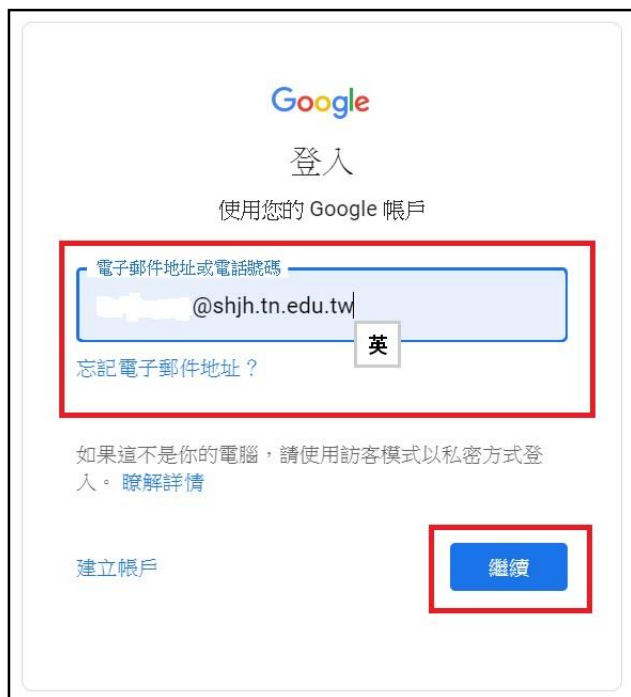 Google
登入
使用您的 Google 帳戶
電子郵件地址或電話號碼
@shjh.tn.edu.tw
英
忘記電子郵件地址？
如果這不是你的電腦，請使用訪客模式以私密方式登
入。 瞭解詳情
建立帳戶
繼續